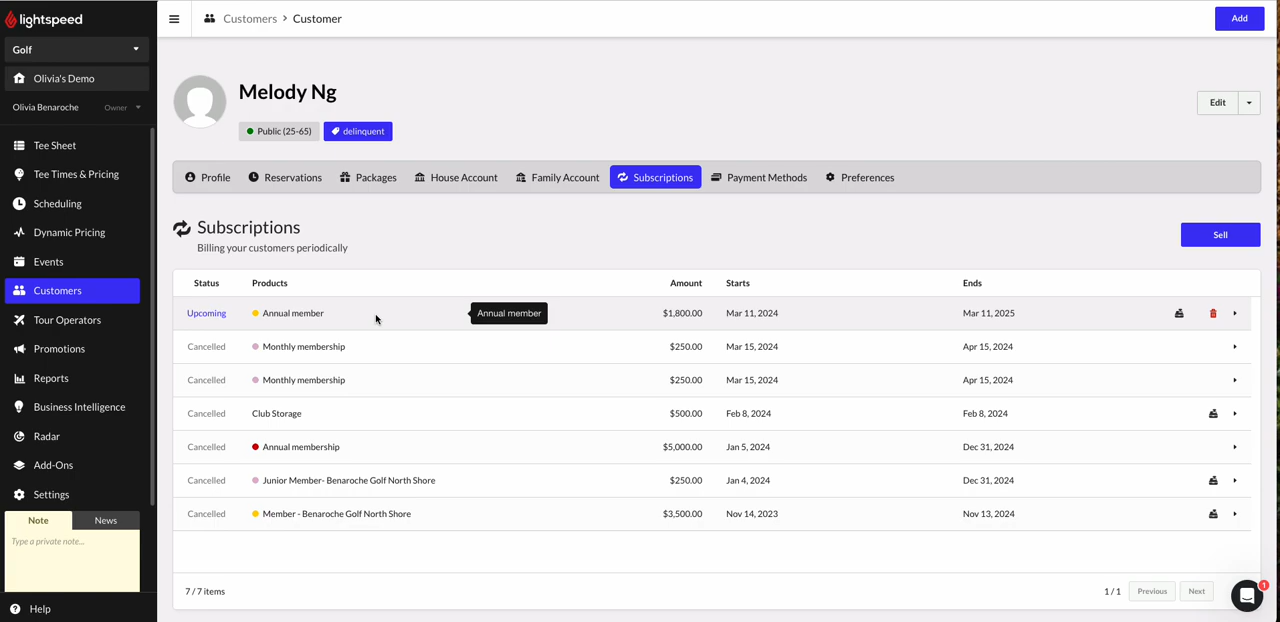 lightspeed
Customers > Customer
Add
Golf
Olivia's Demo
Olivia Benaroche Owner
Tee Sheet
Tee Times & Pricing
Scheduling
Dynamic Pricing
Events
Customers
Tour Operators
Promotions
Reports
Business Intelligence
Radar
Add-Ons
Settings
Note News
Type a private note...
Help
Melody Ng
Public (25-65) delinquent
Edit
Profile Reservations Packages House Account Family Account Subscriptions Payment Methods Preferences
Subscriptions
Billing your customers periodically
Sell
Status Products Amount Starts Ends
Upcoming Annual member Annual member $1,800.00 Mar 11, 2024 Mar 11, 2025
Cancelled Monthly membership $250.00 Mar 15, 2024 Apr 15, 2024
Cancelled Monthly membership $250.00 Mar 15, 2024 Apr 15, 2024
Cancelled Club Storage $500.00 Feb 8, 2024 Feb 8, 2024
Cancelled Annual membership $5,000.00 Jan 5, 2024 Dec 31, 2024
Cancelled Junior Member- Benaroche Golf North Shore $250.00 Jan 4, 2024 Dec 31, 2024
Cancelled Member - Benaroche Golf North Shore $3,500.00 Nov 14, 2023 Nov 13, 2024
7 / 7 items 1 / 1 Previous Next
1